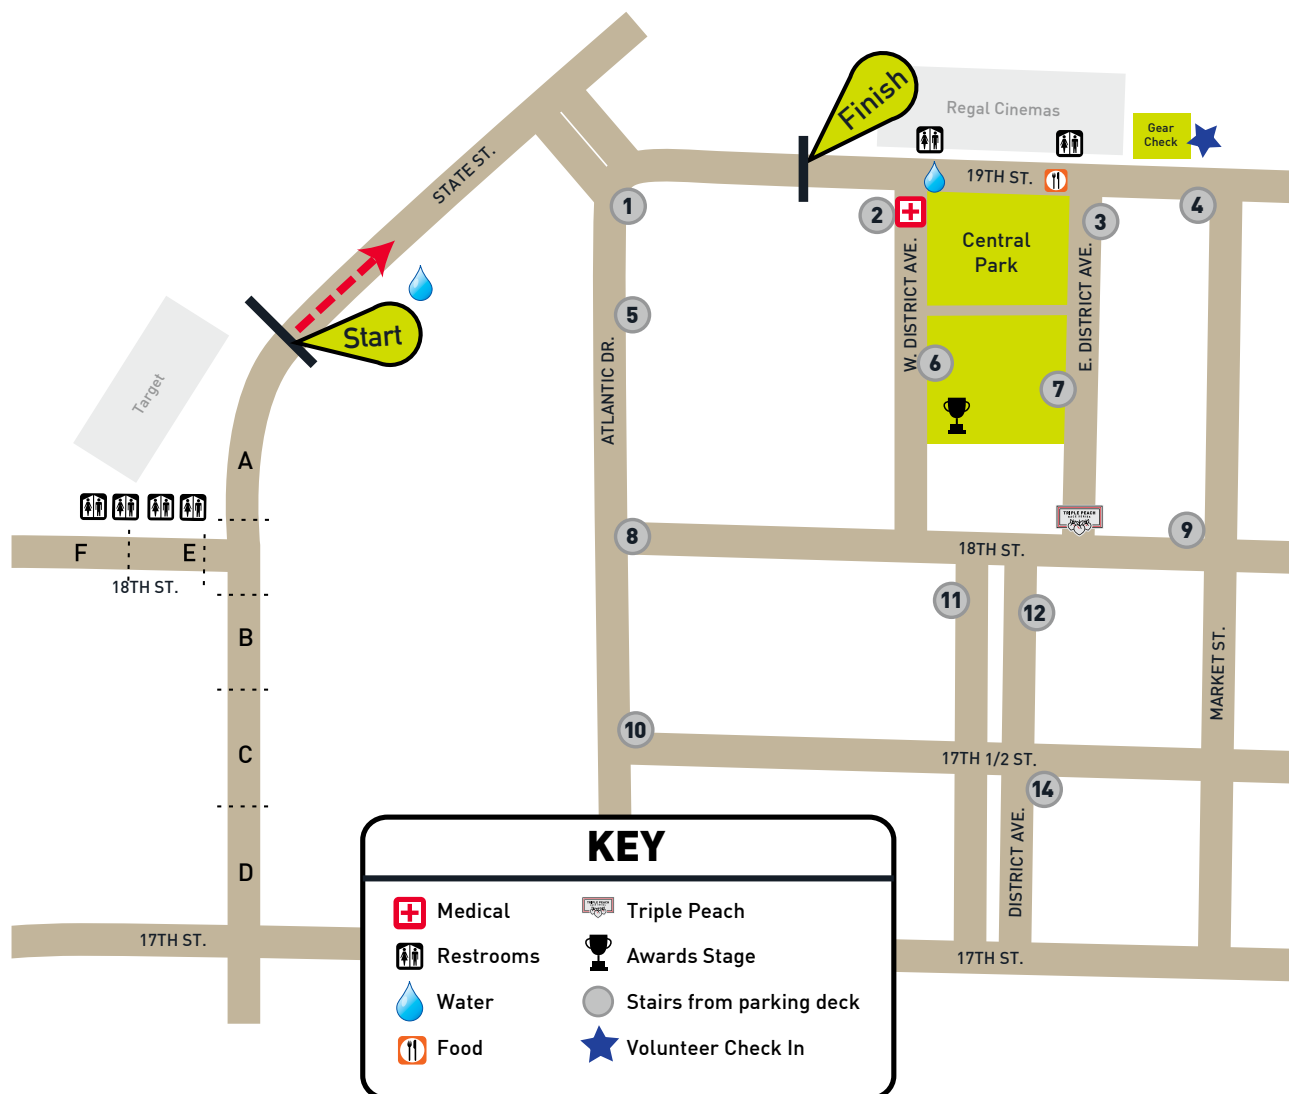 Finish
Regal Cinemas
Gear
Check
STATE ST.
19TH ST.
1
2
3
4
Central
Park
W. DISTRICT AVE.
E. DISTRICT AVE.
5
Start
ATLANTIC DR.
6
7
Target
A
TRIPLE PEACH
F
E
8
18TH ST.
9
18TH ST.
11
12
B
MARKET ST.
10
C
17TH 1/2 ST.
14
DISTRICT AVE.
D
17TH ST.
17TH ST.
KEY
Medical
Triple Peach
Restrooms
Awards Stage
Water
Stairs from parking deck
Food
Volunteer Check In